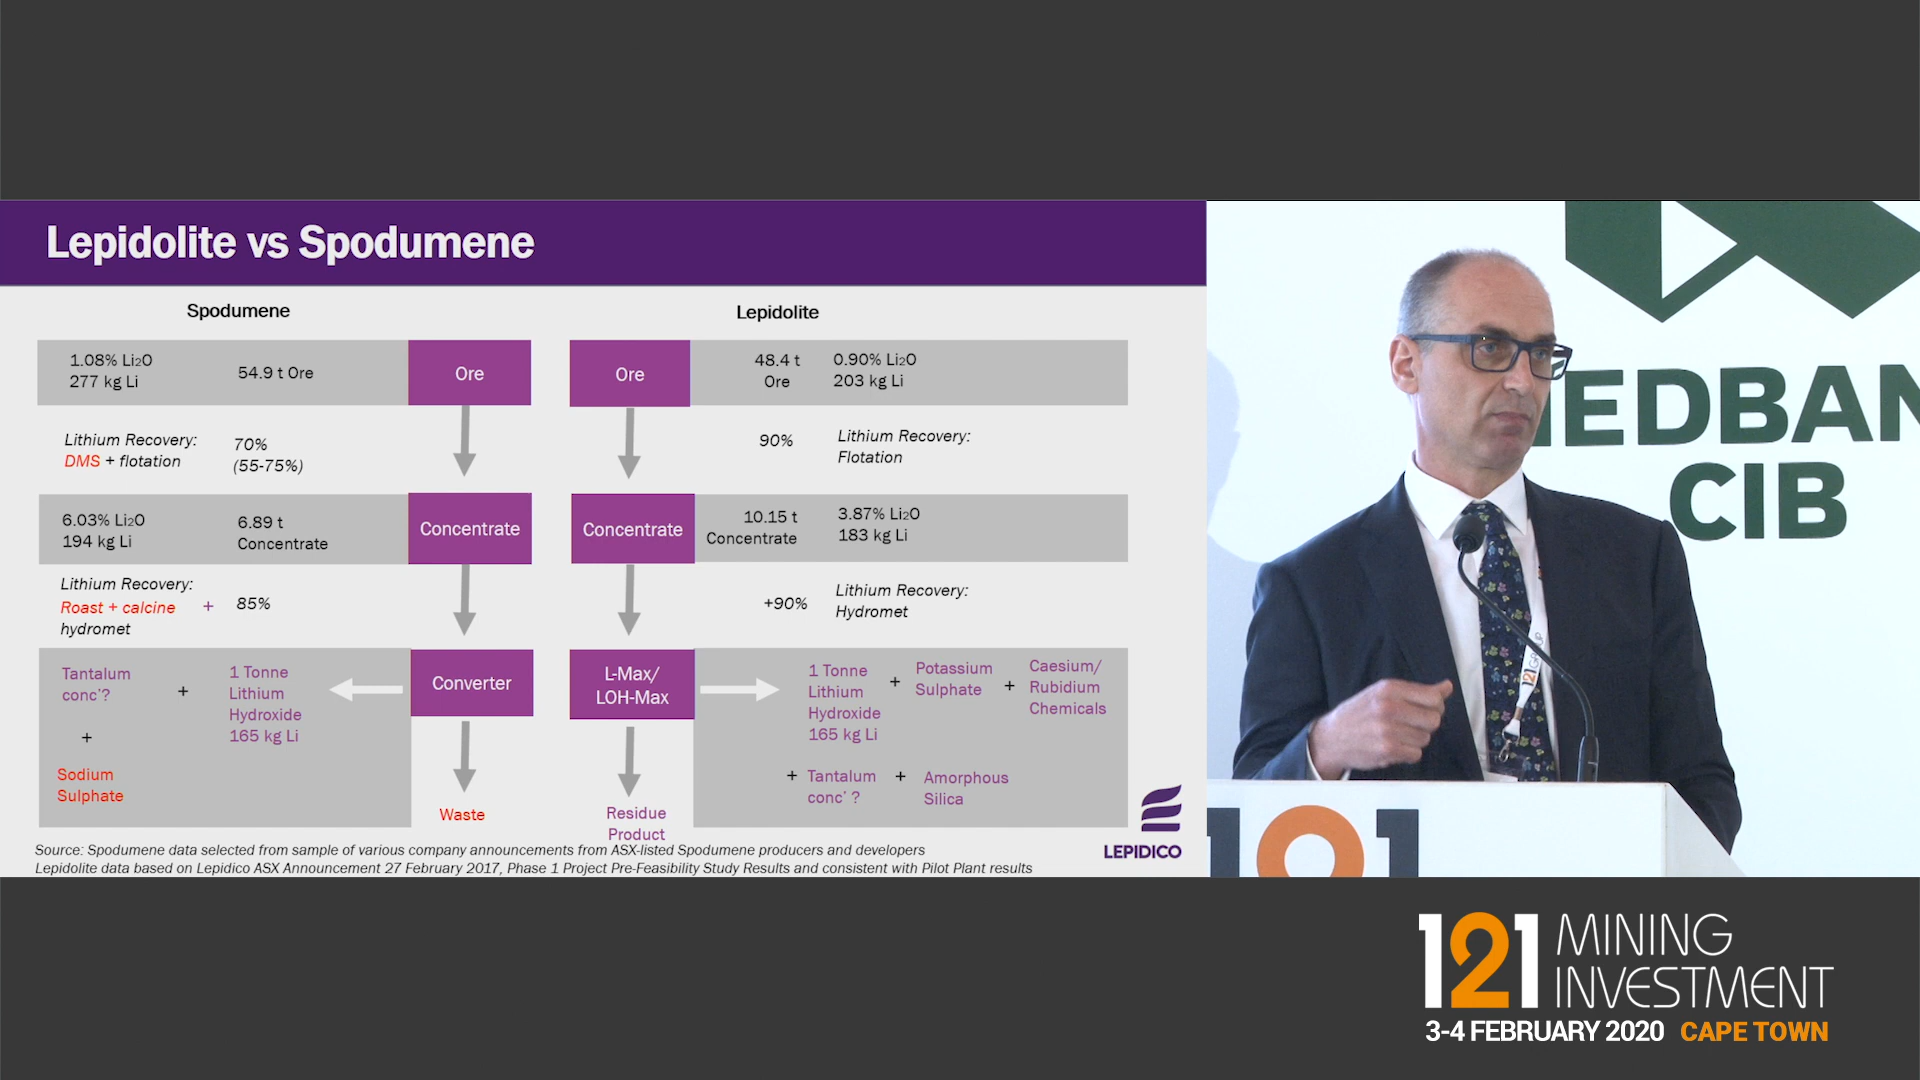 Lepidolite vs Spodumene
Spodumene
1.08% Li₂O
277 kg Li
54.9 t Ore
Ore
Lithium Recovery:
DMS + flotation
70%
(55-75%)
6.03% Li₂O
194 kg Li
6.89 t
Concentrate
Concentrate
Lithium Recovery:
Roast + calcine +
hydromet
85%
Tantalum
conc'?
+
1 Tonne
Lithium
Hydroxide
165 kg Li
+
Sodium
Sulphate
Converter
Waste
Lepidolite
Ore
48.4 t
Ore
0.90% Li₂O
203 kg Li
90%
Lithium Recovery:
Flotation
Concentrate
10.15 t
Concentrate
3.87% Li₂O
183 kg Li
+90%
Lithium Recovery:
Hydromet
L-Max/
LOH-Max
1 Tonne
Lithium
Hydroxide
165 kg Li
+
Potassium
Sulphate
+
Caesium/
Rubidium
Chemicals
+ Tantalum
conc' ?
+
Amorphous
Silica
Residue
Product
LEPIDICO
Source: Spodumene data selected from sample of various company announcements from ASX-listed Spodumene producers and developers
Lepidolite data based on Lepidico ASX Announcement 27 February 2017, Phase 1 Project Pre-Feasibility Study Results and consistent with Pilot Plant results
EDBAN
CIB
121
121
121 MINING
INVESTMENT
3-4 FEBRUARY 2020 CAPE TOWN